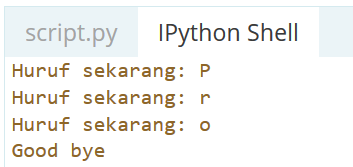 script.py IPython Shell
Huruf sekarang: P
Huruf sekarang: r
Huruf sekarang: o
Good bye